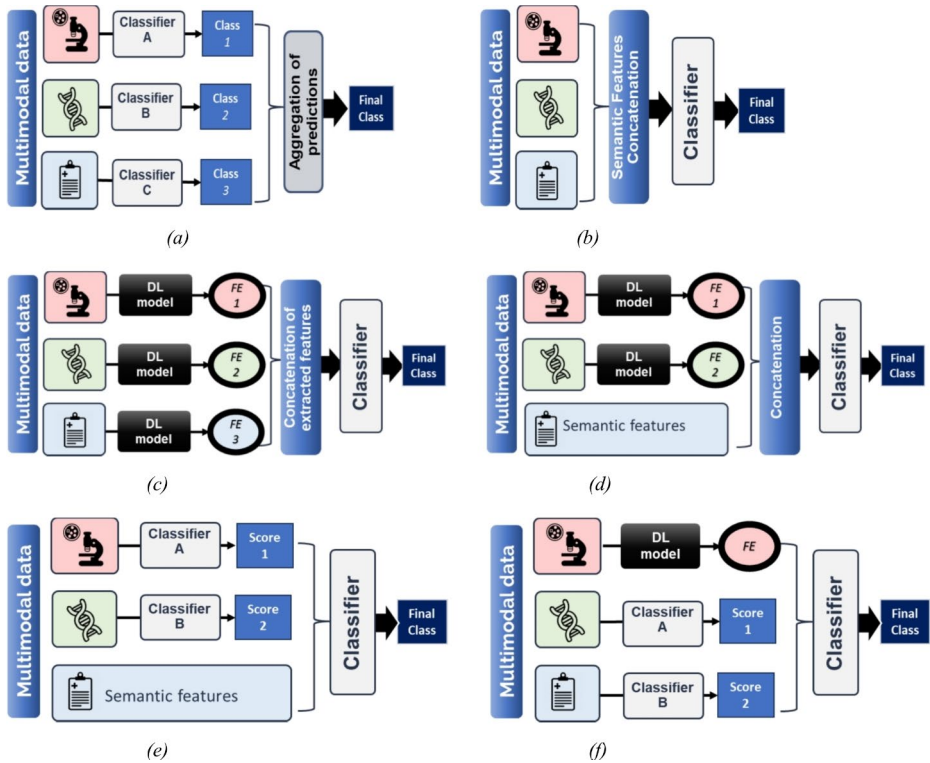 Multimodal data
Classifier
A
Class
1
Classifier
B
Class
2
Classifier
C
Class
3
Aggregation of
predictions
Final
Class
(a)
Multimodal data
Semantic Features
Concatenation
Classifier
Final
Class
(b)
Multimodal data
DL
model
FE
1
DL
model
FE
2
DL
model
FE
3
Concatenation of
extracted features
Classifier
Final
Class
(c)
Multimodal data
DL
model
FE
1
DL
model
FE
2
Semantic features
Concatenation
Classifier
Final
Class
(d)
Multimodal data
Classifier
A
Score
1
Classifier
B
Score
2
Semantic features
Classifier
Final
Class
(e)
Multimodal data
DL
model
FE
Classifier
A
Score
1
Classifier
B
Score
2
Classifier
Final
Class
(f)